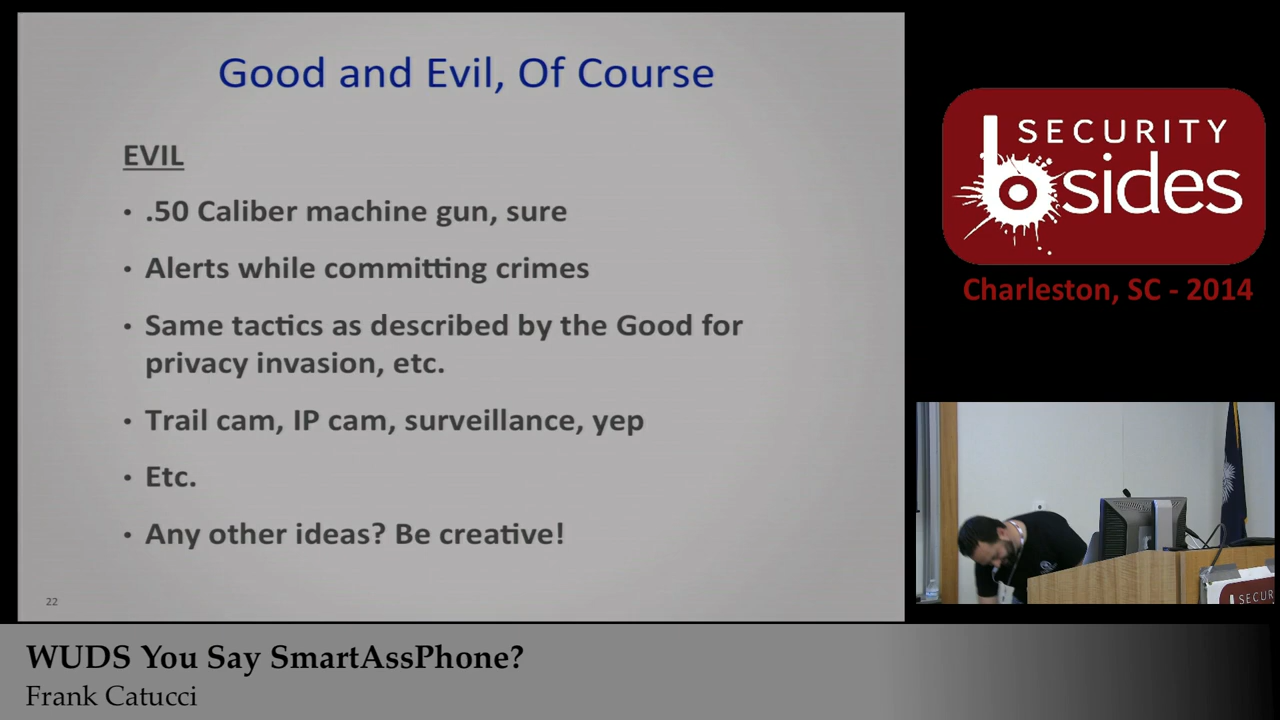 Good and Evil, Of Course
EVIL
• .50 Caliber machine gun, sure
• Alerts while committing crimes
• Same tactics as described by the Good for
privacy invasion, etc.
• Trail cam, IP cam, surveillance, yep
• Etc.
• Any other ideas? Be creative!
22
SECURITY
bsides
Charleston, SC - 2014
SECUR
WUDS You Say SmartAssPhone?
Frank Catucci